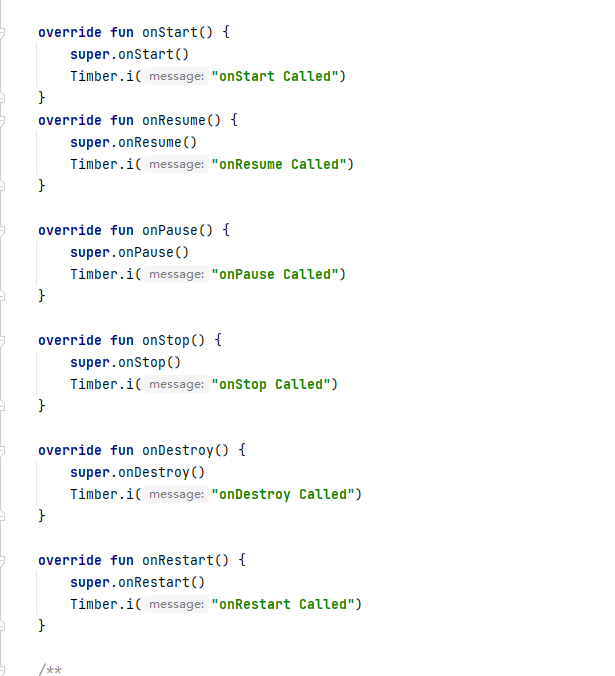 override fun onStart() {
super.onStart()
Timber.i( message: "onStart Called")
}
override fun onResume() {
super.onResume()
Timber.i( message: "onResume Called")
}
override fun onPause() {
super.onPause()
Timber.i( message: "onPause Called")
}
override fun onStop() {
super.onStop()
Timber.i( message: "onStop Called")
}
override fun onDestroy() {
super.onDestroy()
Timber.i( message: "onDestroy Called")
}
override fun onRestart() {
super.onRestart()
Timber.i( message: "onRestart Called")
}
/**